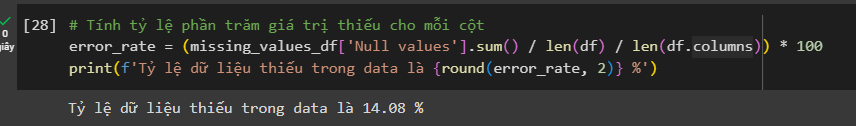 [28] # Tính tỷ lệ phần trăm giá trị thiếu cho mỗi cột
0
giây
error_rate = (missing_values_df['Null values'].sum() / len(df) / len(df.columns)) * 100
print(f'Tỷ lệ dữ liệu thiếu trong data là {round(error_rate, 2)} %')
Tỷ lệ dữ liệu thiếu trong data là 14.08 %